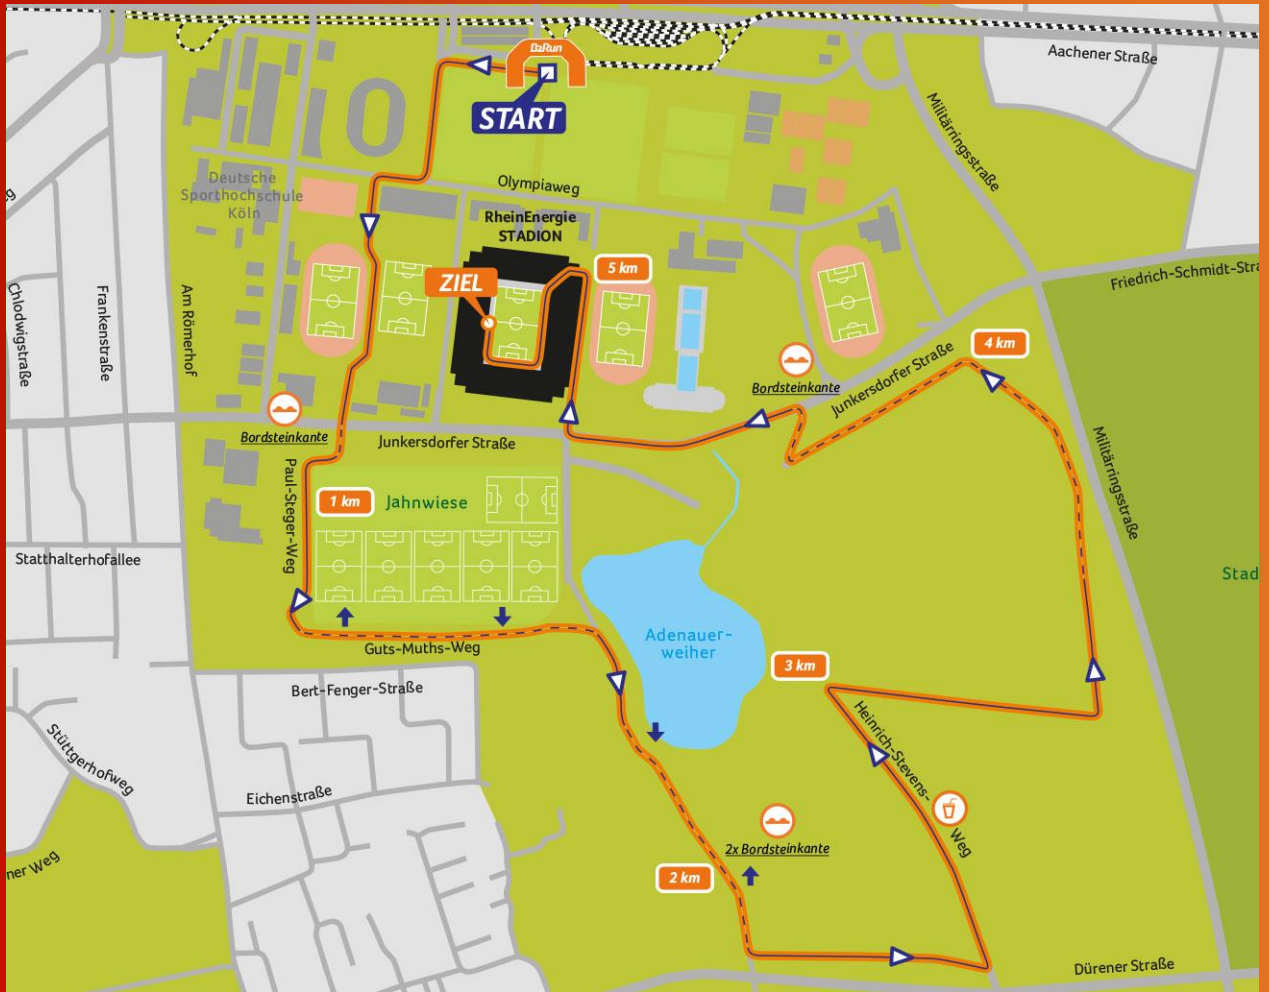 D2Run
START
Aachener Straße
Militärringsstraße
Deutsche
Sporthochschule
Köln
Olympiaweg
RheinEnergie
STADION
ZIEL
5 km
Friedrich-Schmidt-Stra
Chlodwigstraße
Frankenstraße
Am Römerhof
4 km
Bordsteinkante
Junkersdorfer Straße
Bordsteinkante
Junkersdorfer Straße
Militärringsstraße
Paul-Steger-Weg
1 km
Jahnwiese
Statthalterhofallee
Stad
Adenauer-
weiher
Guts-Muths-Weg
3 km
Bert-Fenger-Straße
Heinrich-Stevens-
Weg
Stüttgerhofweg
Eichenstraße
2x Bordsteinkante
ner Weg
2 km
Dürener Straße